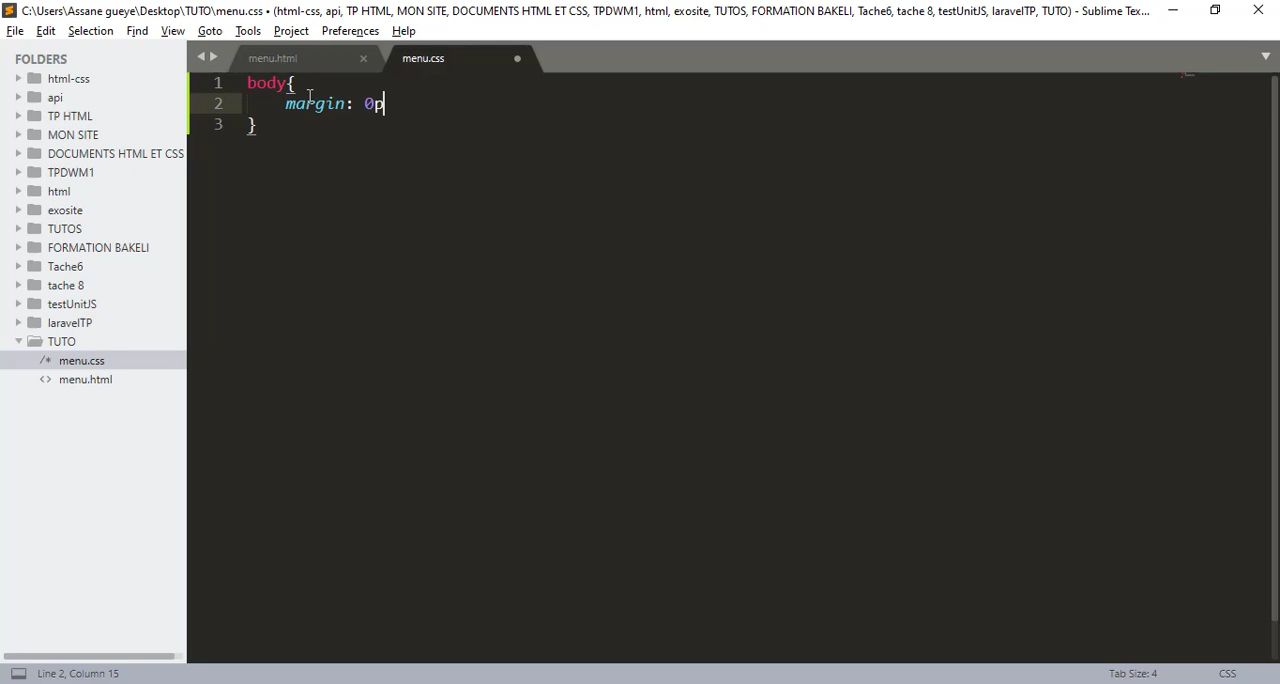 C:\Users\Assane gueye\Desktop\TUTO\menu.css • (html-css, api, TP HTML, MON SITE, DOCUMENTS HTML ET CSS, TPDWM1, html, exosite, TUTOS, FORMATION BAKELI, Tache6, tache 8, testUnitJS, laravelTP, TUTO) - Sublime Tex...
File Edit Selection Find View Goto Tools Project Preferences Help
FOLDERS
html-css
api
TP HTML
MON SITE
DOCUMENTS HTML ET CSS
TPDWM1
html
exosite
TUTOS
FORMATION BAKELI
Tache6
tache 8
testUnitJS
laravelTP
TUTO
/* menu.css
<> menu.html
menu.html × menu.css
1 body{
2 margin: 0p
3 }
Line 2, Column 15 Tab Size: 4 CSS